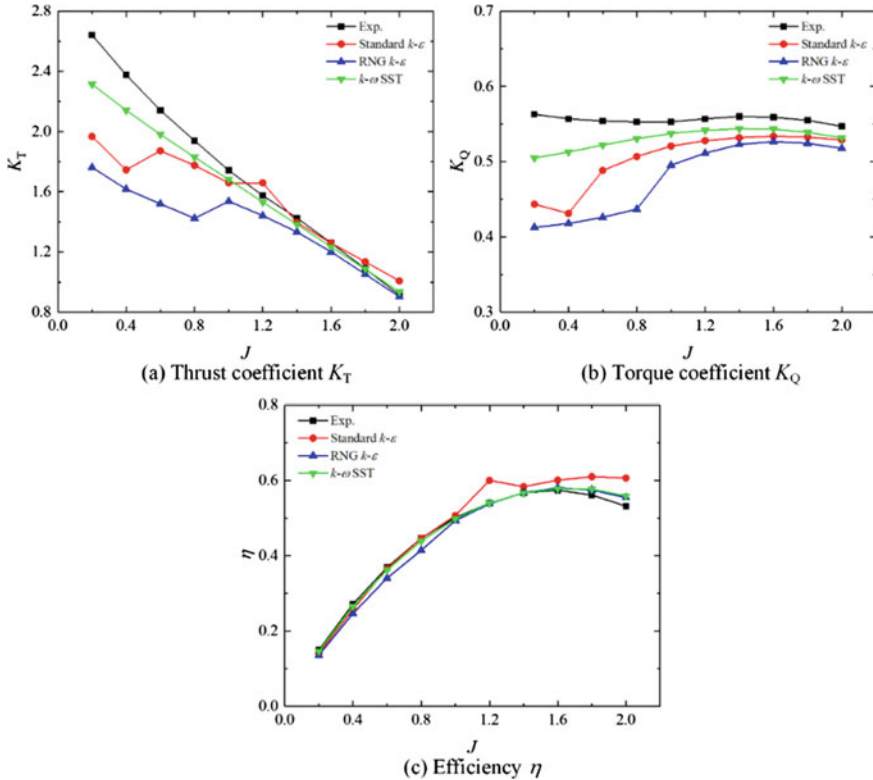 2.8
2.4
2.0
1.6
1.2
0.8
K_T
0.0 0.4 0.8 1.2 1.6 2.0
J
Exp.
Standard k-ε
RNG k-ε
k-ω SST
(a) Thrust coefficient K_T
0.7
0.6
0.5
0.4
0.3
K_Q
0.0 0.4 0.8 1.2 1.6 2.0
J
Exp.
Standard k-ε
RNG k-ε
k-ω SST
(b) Torque coefficient K_Q
0.8
0.6
0.4
0.2
0.0
η
0.0 0.4 0.8 1.2 1.6 2.0
J
Exp.
Standard k-ε
RNG k-ε
k-ω SST
(c) Efficiency η